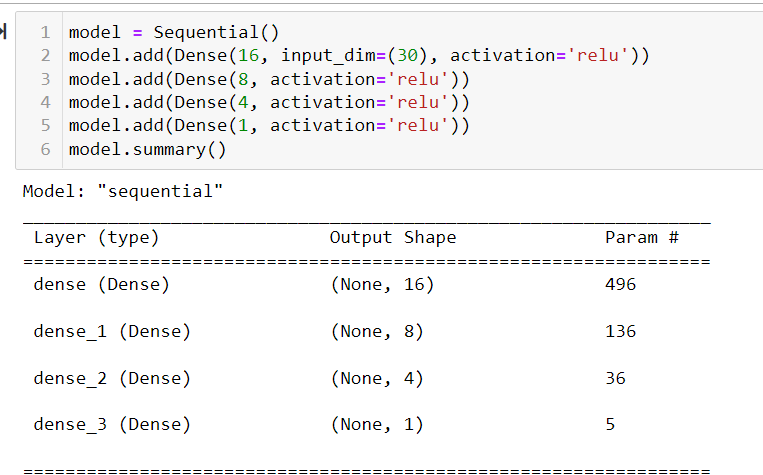 1 model = Sequential()
2 model.add(Dense(16, input_dim=(30), activation='relu'))
3 model.add(Dense(8, activation='relu'))
4 model.add(Dense(4, activation='relu'))
5 model.add(Dense(1, activation='relu'))
6 model.summary()
Model: "sequential"
_________________________________________________________________
Layer (type) Output Shape Param #
=================================================================
dense (Dense) (None, 16) 496
dense_1 (Dense) (None, 8) 136
dense_2 (Dense) (None, 4) 36
dense_3 (Dense) (None, 1) 5
=================================================================